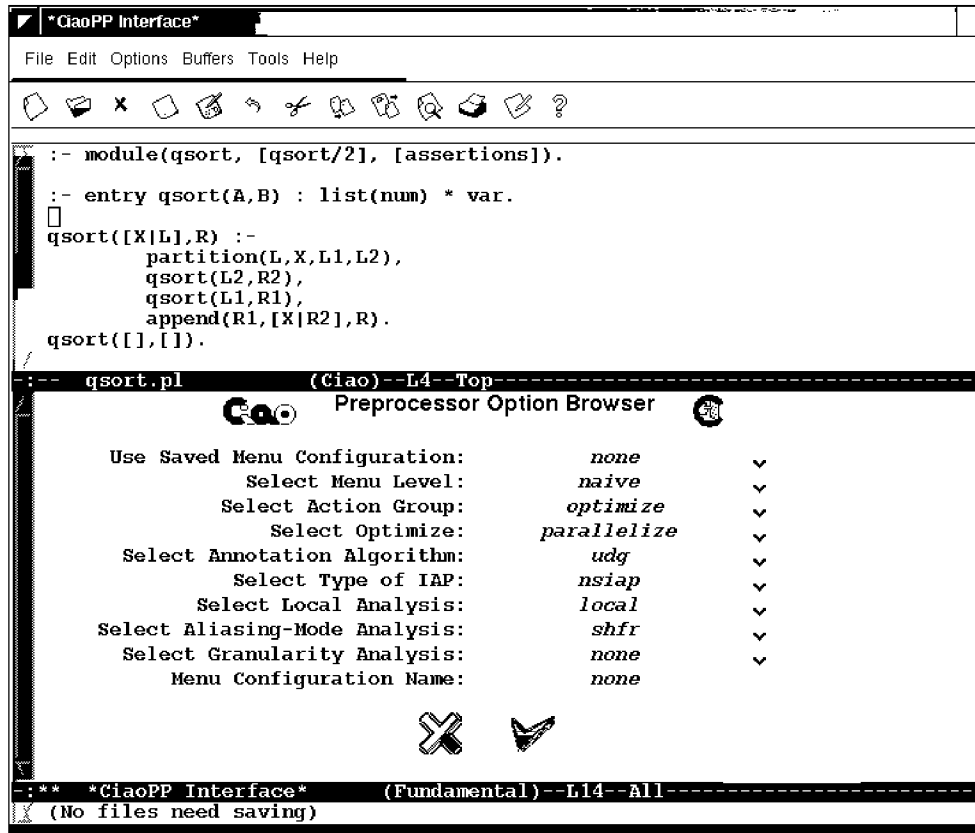 *CiaoPP Interface*
File Edit Options Buffers Tools Help
:- module(qsort, [qsort/2], [assertions]).
:- entry qsort(A,B) : list(num) * var.
qsort([X|L],R) :-
partition(L,X,L1,L2),
qsort(L2,R2),
qsort(L1,R1),
append(R1,[X|R2],R).
qsort([],[]).
-:-- qsort.pl (Ciao)--L4--Top----------------------------------------
Ciao Preprocessor Option Browser
Use Saved Menu Configuration: none
Select Menu Level: naive
Select Action Group: optimize
Select Optimize: parallelize
Select Annotation Algorithm: udg
Select Type of IAP: nsiap
Select Local Analysis: local
Select Aliasing-Mode Analysis: shfr
Select Granularity Analysis: none
Menu Configuration Name: none
-:** *CiaoPP Interface* (Fundamental)--L14--All--------------------------
(No files need saving)